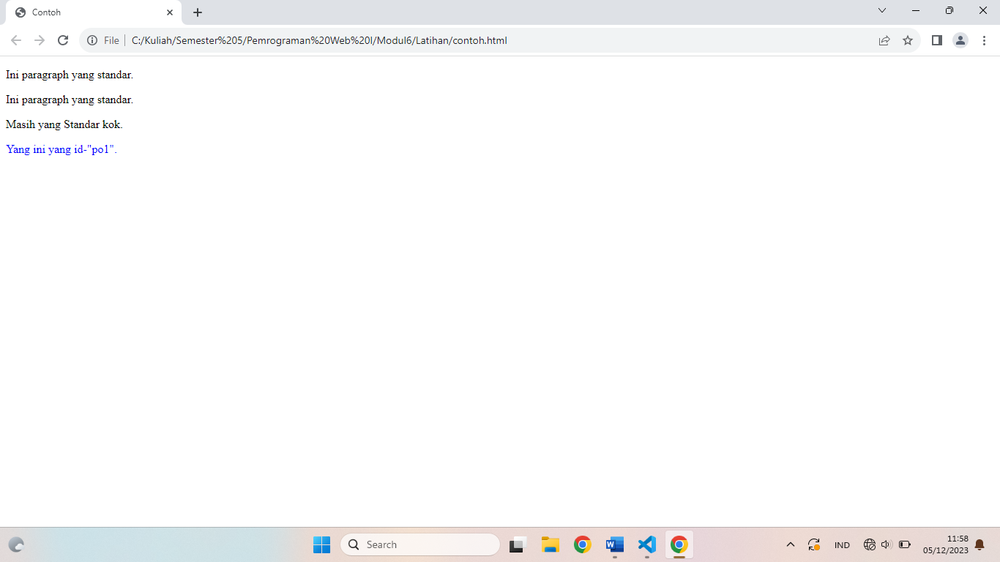 Contoh
File
C:/Kuliah/Semester%205/Pemrograman%20Web%20I/Modul6/Latihan/contoh.html
Ini paragraph yang standar.
Ini paragraph yang standar.
Masih yang Standar kok.
Yang ini yang id-"po1".
Search
IND
11:58
05/12/2023